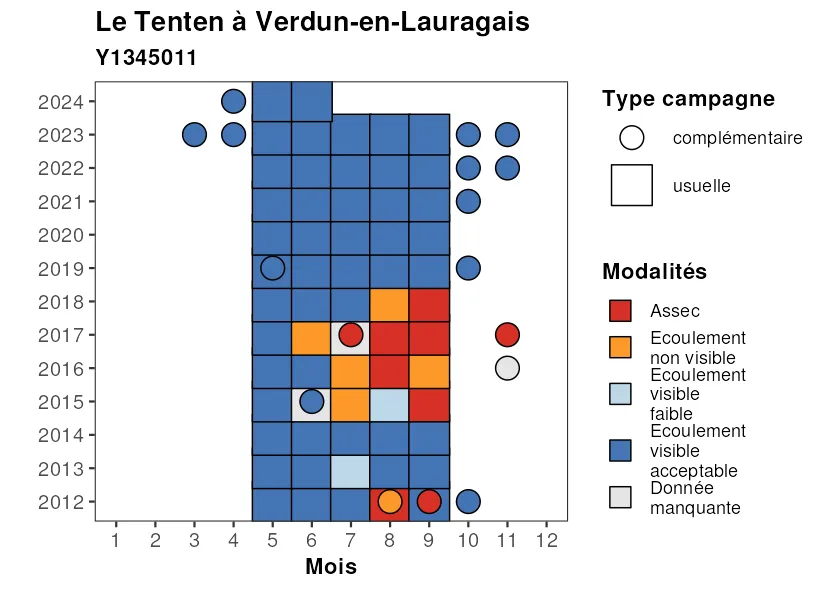 Le Tenten à Verdun-en-Lauragais
Y1345011
2024
2023
2022
2021
2020
2019
2018
2017
2016
2015
2014
2013
2012
1 2 3 4 5 6 7 8 9 10 11 12
Mois
Type campagne
complémentaire
usuelle
Modalités
Assec
Ecoulement
non visible
Ecoulement
visible
faible
Ecoulement
visible
acceptable
Donnée
manquante